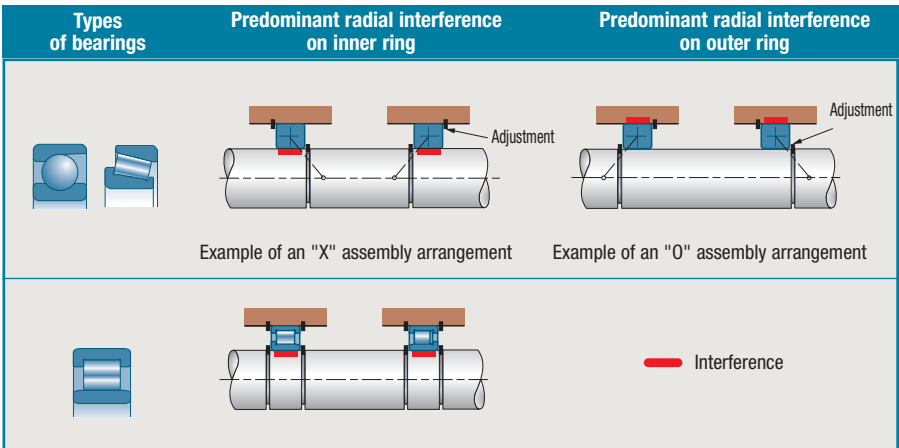 Types
of bearings
Predominant radial interference
on inner ring
Predominant radial interference
on outer ring
Adjustment
Adjustment
Example of an "X" assembly arrangement
Example of an "O" assembly arrangement
Interference